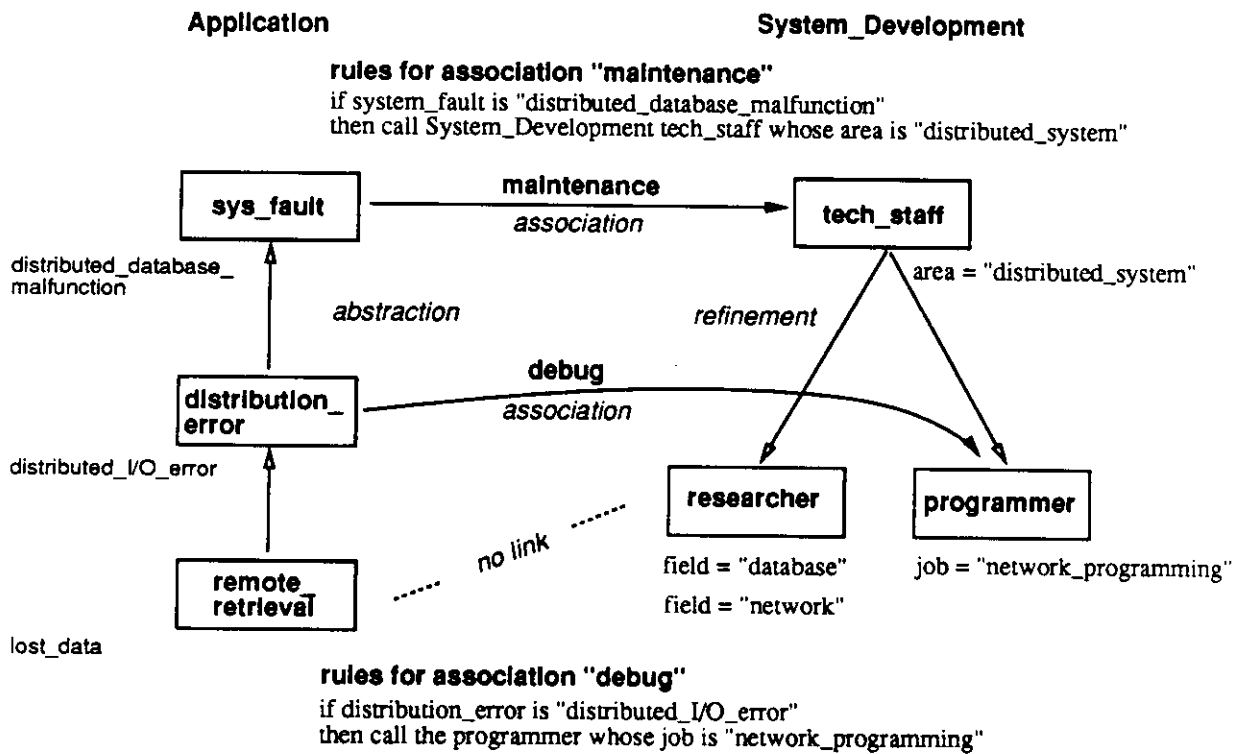 Application
System_Development
rules for association "maintenance"
if system_fault is "distributed_database_malfunction"
then call System_Development tech_staff whose area is "distributed_system"
sys_fault
maintenance
association
tech_staff
distributed_database_
malfunction
area = "distributed_system"
abstraction
refinement
debug
association
distribution_
error
distributed_I/O_error
researcher
programmer
no link
field = "database"
field = "network"
job = "network_programming"
remote_
retrieval
lost_data
rules for association "debug"
if distribution_error is "distributed_I/O_error"
then call the programmer whose job is "network_programming"